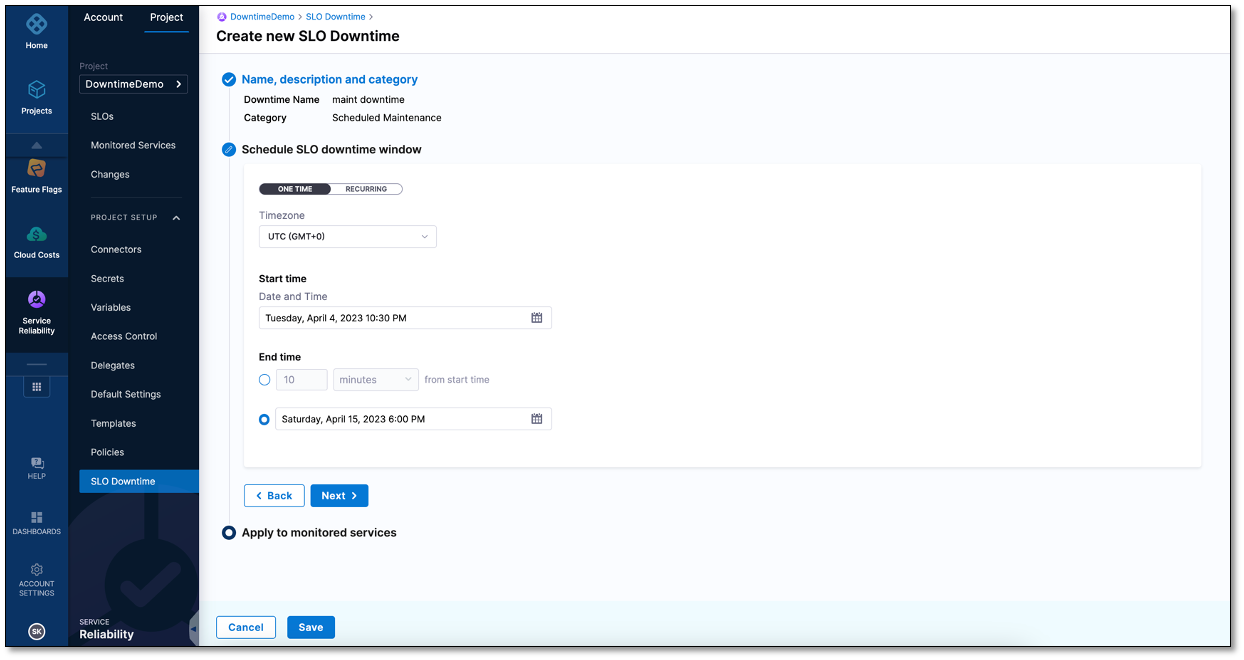 Home
Projects
Feature Flags
Cloud Costs
Service
Reliability
HELP
DASHBOARDS
ACCOUNT
SETTINGS
SK
Account Project
Project
DowntimeDemo
SLOs
Monitored Services
Changes
PROJECT SETUP
Connectors
Secrets
Variables
Access Control
Delegates
Default Settings
Templates
Policies
SLO Downtime
SERVICE
Reliability
DowntimeDemo > SLO Downtime >
Create new SLO Downtime
Name, description and category
Downtime Name maint downtime
Category Scheduled Maintenance
Schedule SLO downtime window
ONE TIME RECURRING
Timezone
UTC (GMT+0)
Start time
Date and Time
Tuesday, April 4, 2023 10:30 PM
End time
10 minutes from start time
Saturday, April 15, 2023 6:00 PM
Back Next
Apply to monitored services
Cancel Save